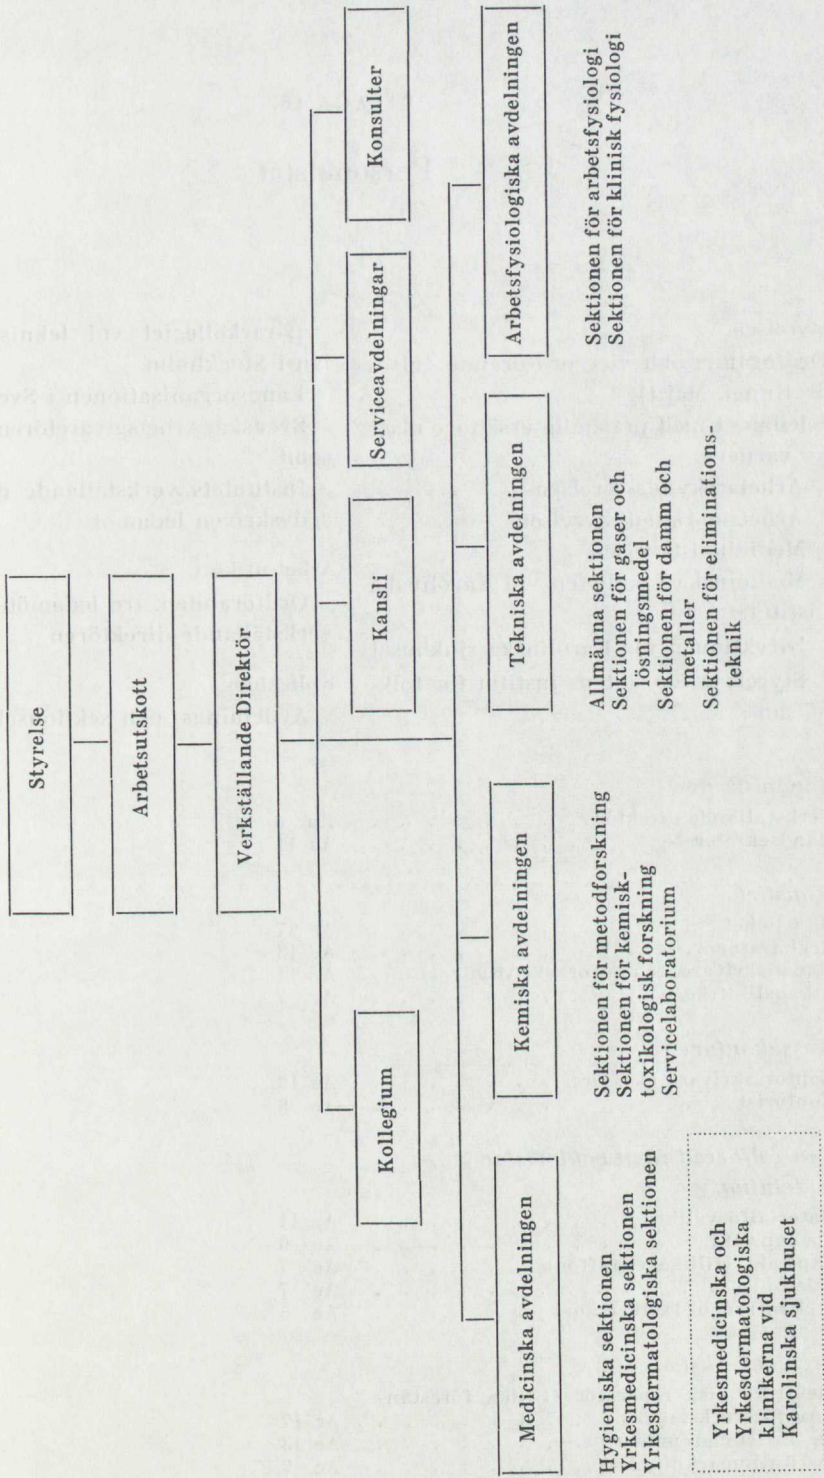 Styrelse
Arbetsutskott
Verkställande Direktör
Kollegium
Kansli
Serviceavdelningar
Konsulter
Medicinska avdelningen
Kemiska avdelningen
Tekniska avdelningen
Arbetsfysiologiska avdelningen
Hygieniska sektionen
Yrkesmedicinska sektionen
Yrkesdermatologiska sektionen
Sektionen för metodforskning
Sektionen för kemisk-
toxikologisk forskning
Servicelaboratorium
Allmänna sektionen
Sektionen för gaser och
lösningsmedel
Sektionen för damm och
metaller
Sektionen för eliminations-
teknik
Sektionen för arbetsfysiologi
Sektionen för klinisk fysiologi
Yrkesmedicinska och
Yrkesdermatologiska
klinikerna vid
Karolinska sjukhuset